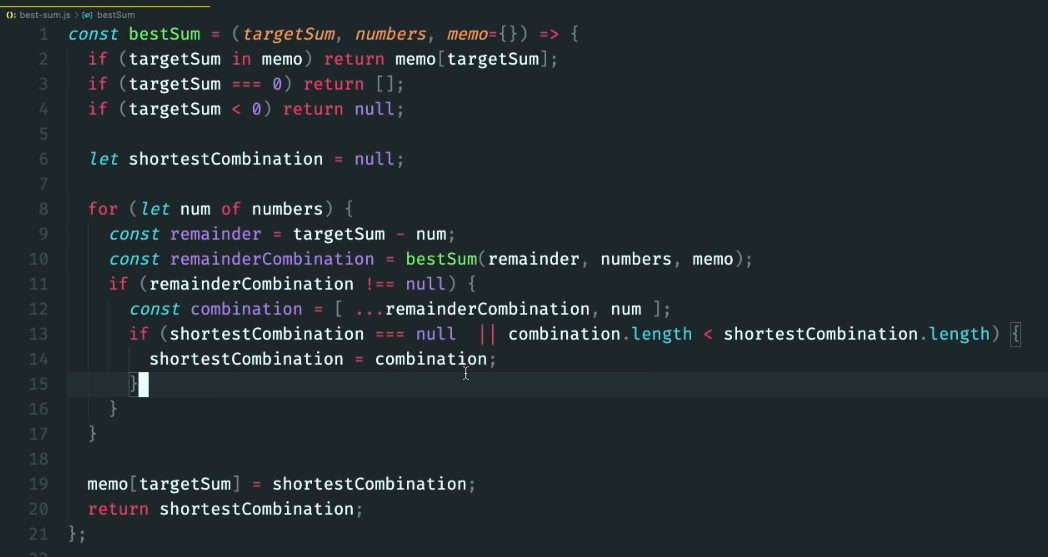 best-sum.js > bestSum
1 const bestSum = (targetSum, numbers, memo={}) => {
2   if (targetSum in memo) return memo[targetSum];
3   if (targetSum === 0) return [];
4   if (targetSum < 0) return null;
5
6   let shortestCombination = null;
7
8   for (let num of numbers) {
9     const remainder = targetSum - num;
10     const remainderCombination = bestSum(remainder, numbers, memo);
11     if (remainderCombination !== null) {
12       const combination = [ ...remainderCombination, num ];
13       if (shortestCombination === null  || combination.length < shortestCombination.length) {
14         shortestCombination = combination;
15       }
16     }
17   }
18
19   memo[targetSum] = shortestCombination;
20   return shortestCombination;
21 };